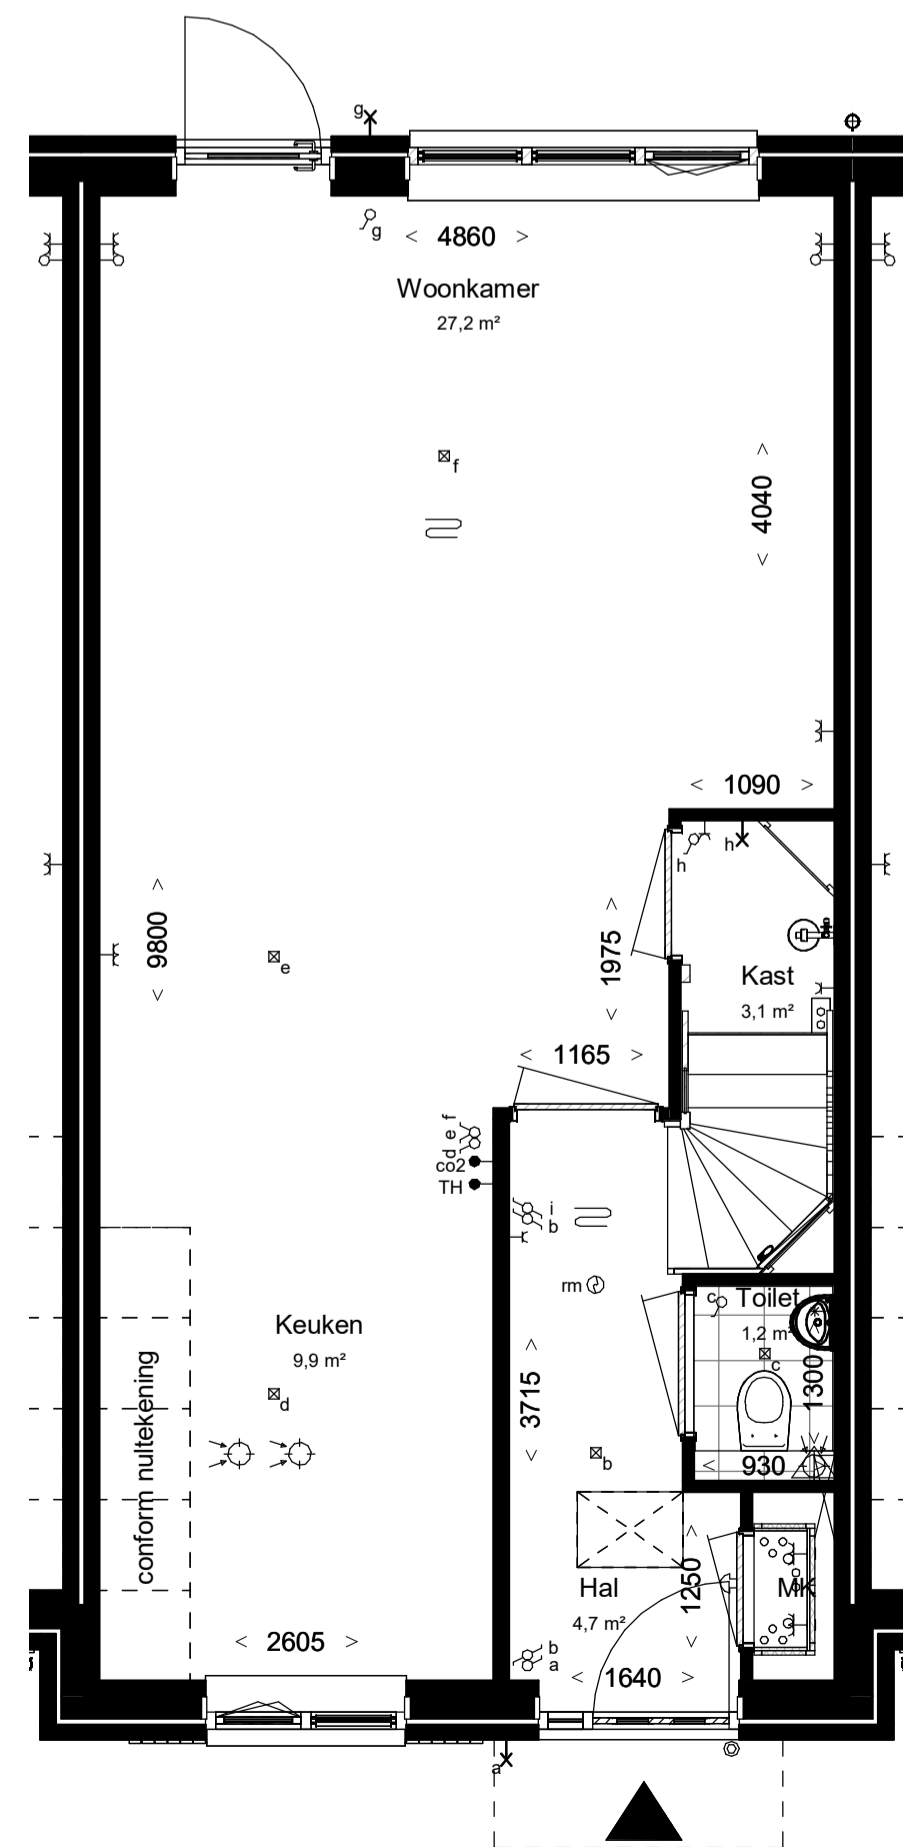 g
g
4860
Woonkamer
27,2 m²
f
4040
1090
h
h
9800
e
1975
Kast
3,1 m²
1165
d e f
co2
TH
i
b
rm
c
Toilet
1,2 m²
c
1300
Keuken
9,9 m²
d
3715
conform nultekening
b
930
1250
Hal
4,7 m²
MK
2605
b
a
1640
a